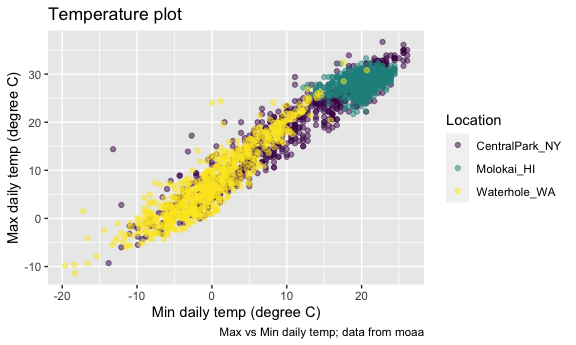 Temperature plot
Max daily temp (degree C)
30
20
10
0
-10
-20
-10
0
10
20
Min daily temp (degree C)
Location
CentralPark_NY
Molokai_HI
Waterhole_WA
Max vs Min daily temp; data from moaa